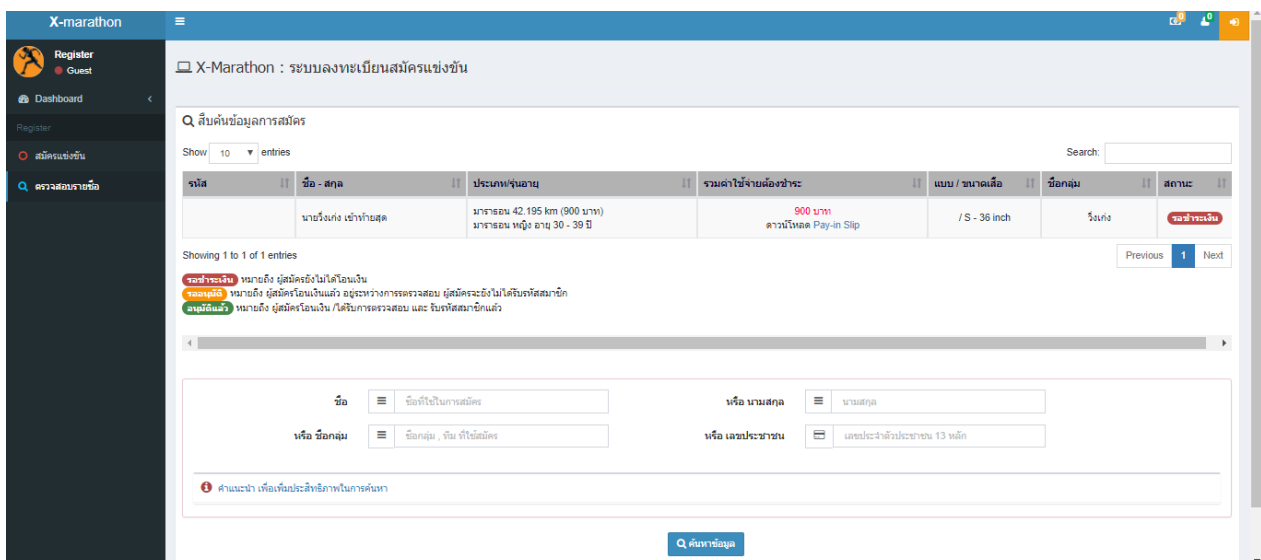 X-marathon
0
0
Register
Guest
X-Marathon : ระบบลงทะเบียนสมัครแข่งขัน
Dashboard
Register
สมัครแข่งขัน
ตรวจสอบรายชื่อ
สืบค้นข้อมูลการสมัคร
Show 10 entries
Search:
รหัส ชื่อ - สกุล ประเภท/รุ่นอายุ รวมค่าใช้จ่ายต้องชำระ แบบ / ขนาดเสื้อ ชื่อกลุ่ม สถานะ
นายวิ่งเก่ง เข้าท้ายสุด มาราธอน 42.195 km (900 บาท) 900 บาท / S - 36 inch วิ่งเก่ง รอชำระเงิน
มาราธอน หญิง อายุ 30 - 39 ปี ดาวน์โหลด Pay-in Slip
Showing 1 to 1 of 1 entries
Previous 1 Next
รอชำระเงิน หมายถึง ผู้สมัครยังไม่ได้โอนเงิน
รออนุมัติ หมายถึง ผู้สมัครโอนเงินแล้ว อยู่ระหว่างการรตรวจสอบ ผู้สมัครจะยังไม่ได้รับรหัสสมาชิก
อนุมัติแล้ว หมายถึง ผู้สมัครโอนเงิน /ได้รับการตรวจสอบ และ รับรหัสสมาชิกแล้ว
ชื่อ ชื่อที่ใช้ในการสมัคร หรือ นามสกุล นามสกุล
หรือ ชื่อกลุ่ม ชื่อกลุ่ม , ทีม ที่ใช้สมัคร หรือ เลขประชาชน เลขประจำตัวประชาชน 13 หลัก
คำแนะนำ เพื่อเพิ่มประสิทธิภาพในการค้นหา
ค้นหาข้อมูล